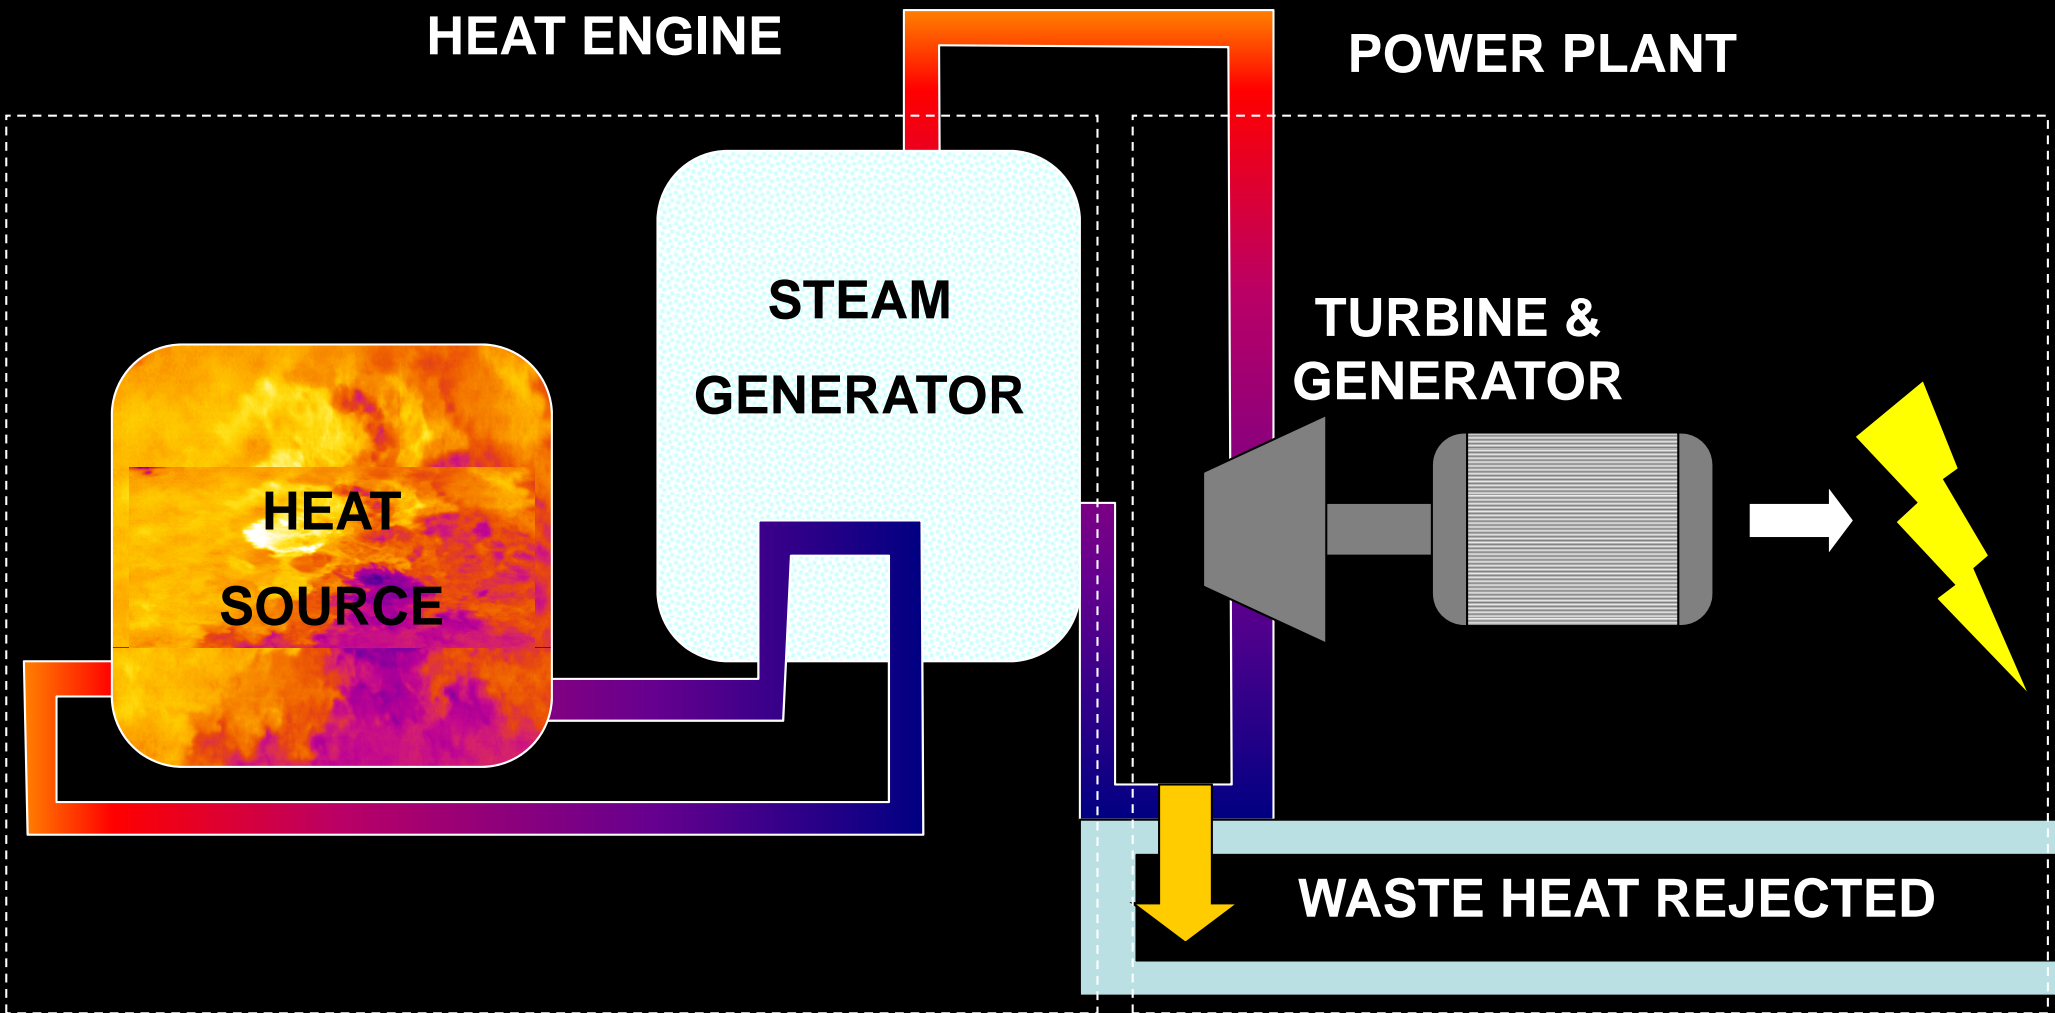 HEAT ENGINE
POWER PLANT
STEAM
GENERATOR
TURBINE &
GENERATOR
HEAT
SOURCE
WASTE HEAT REJECTED